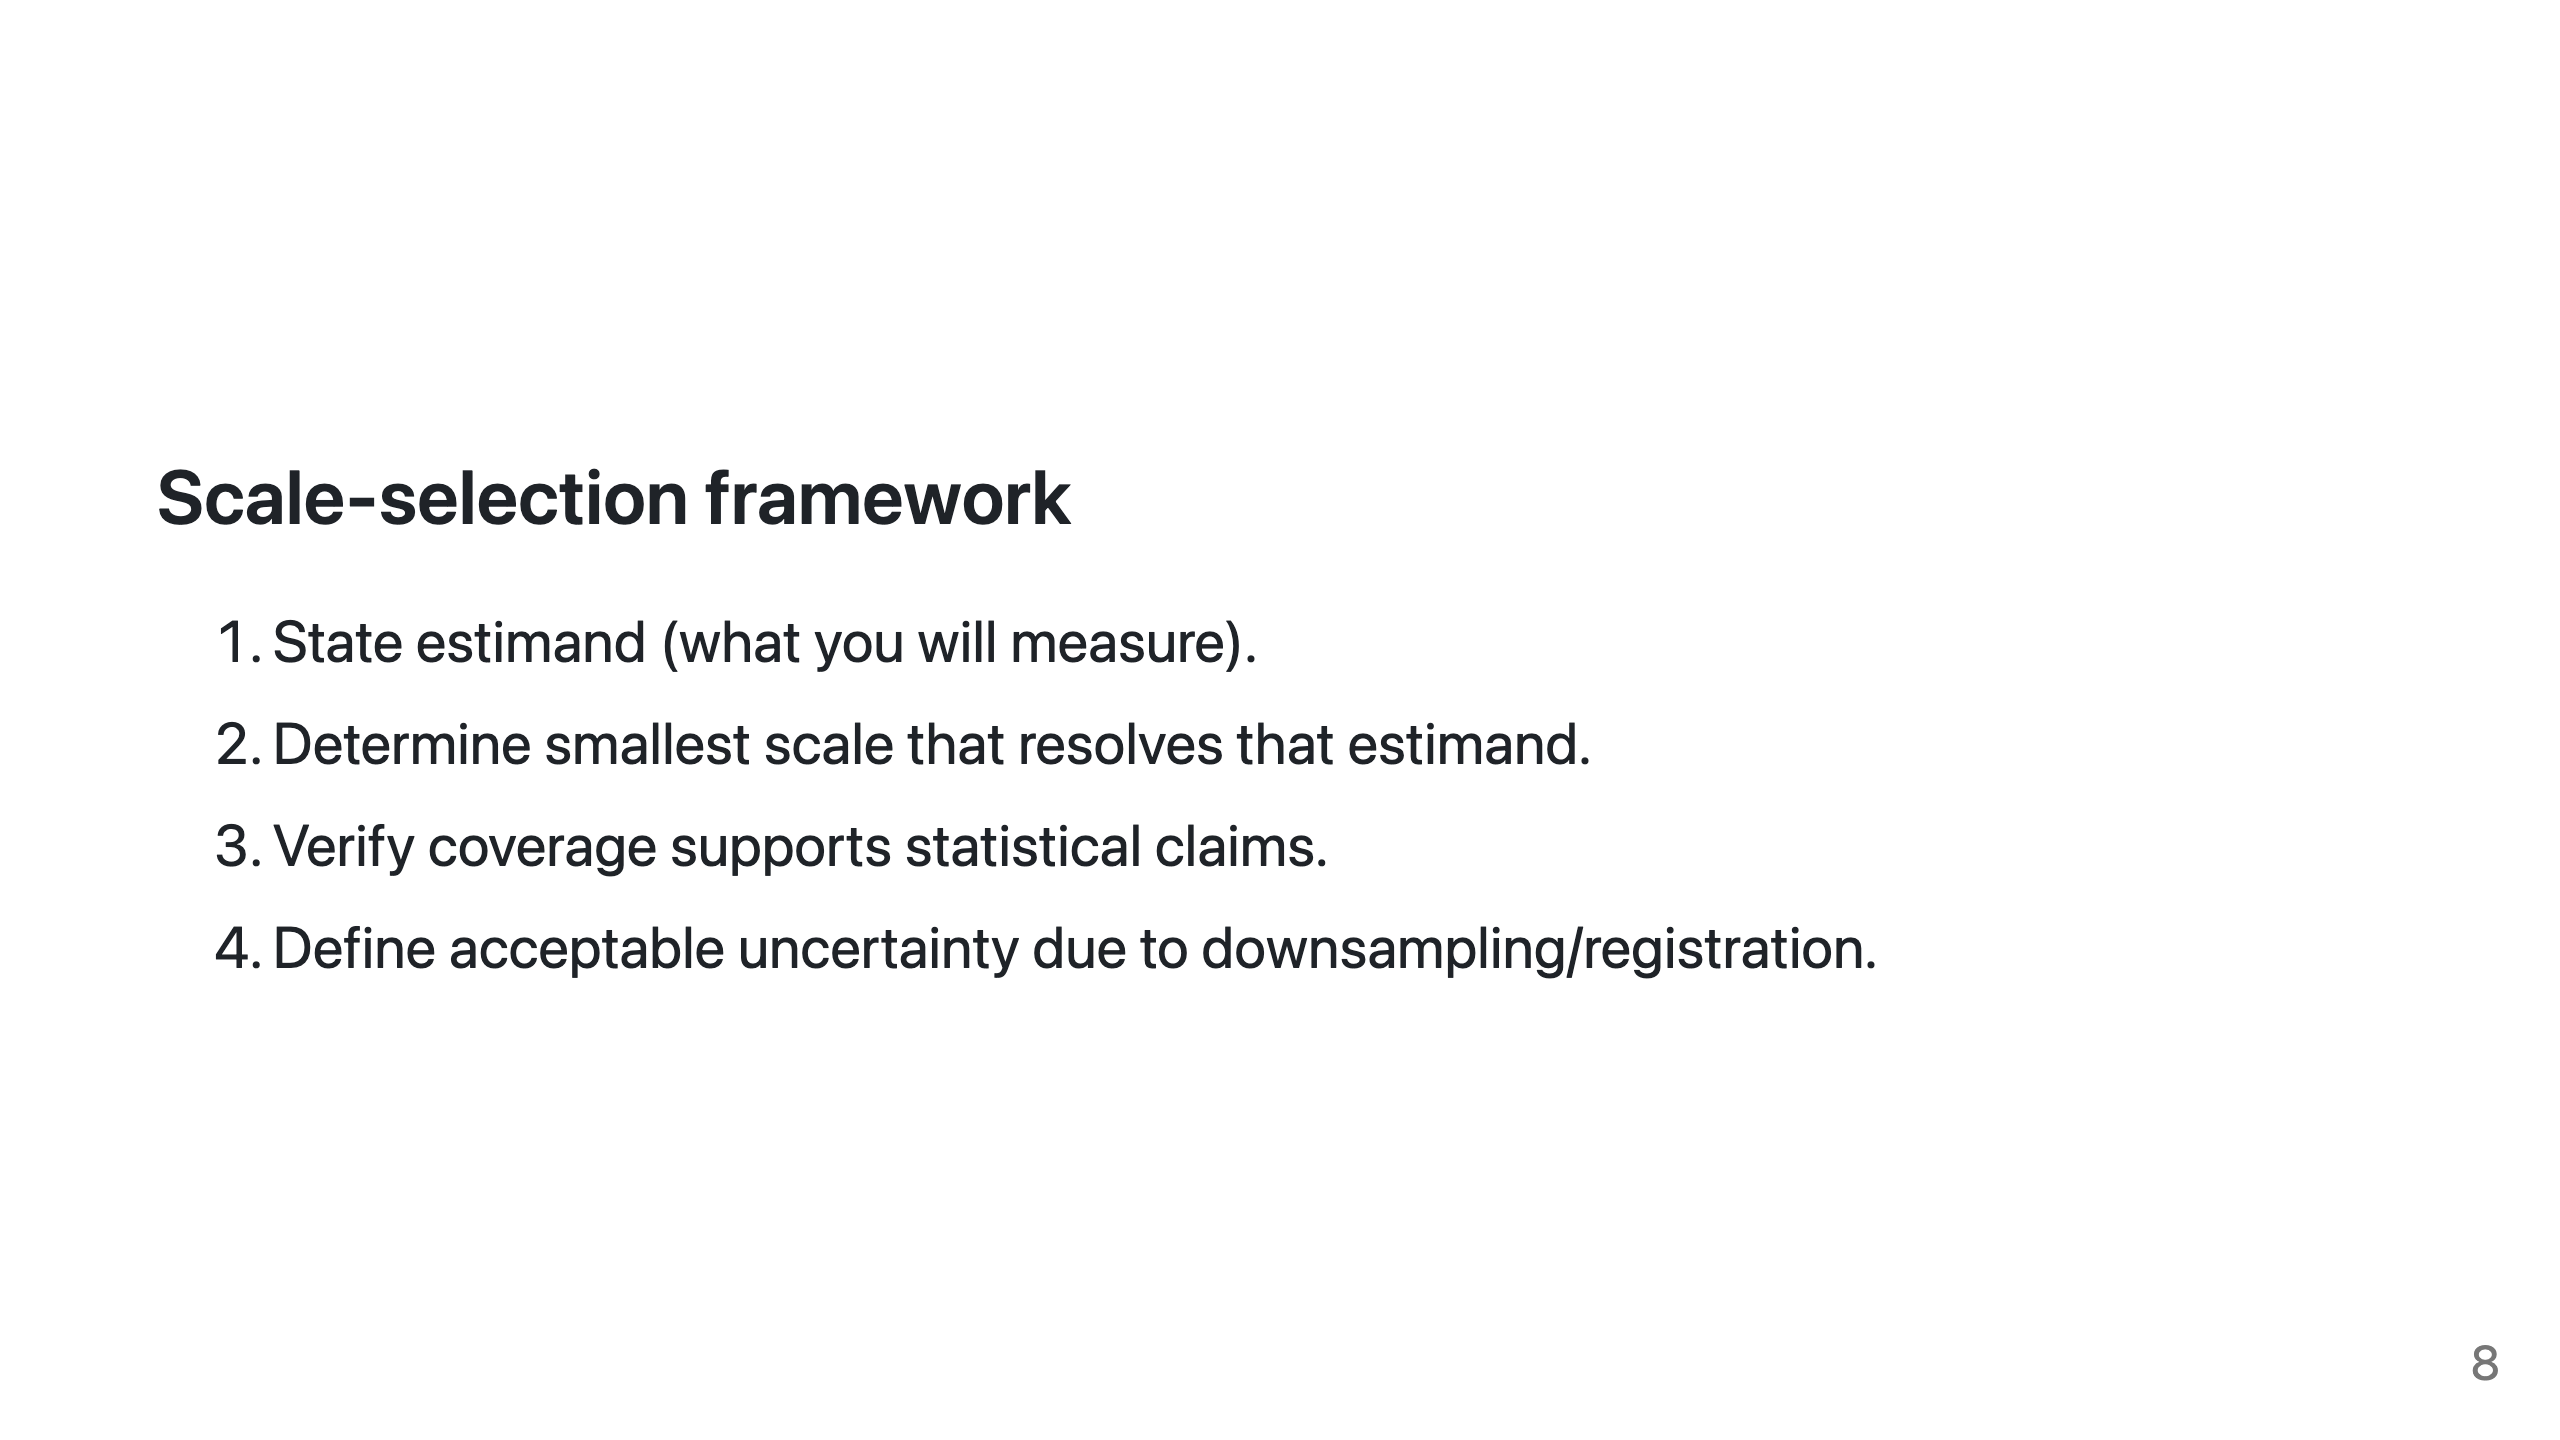 Scale-selection framework
1. State estimand (what you will measure).
2. Determine smallest scale that resolves that estimand.
3. Verify coverage supports statistical claims.
4. Define acceptable uncertainty due to downsampling/registration.
8